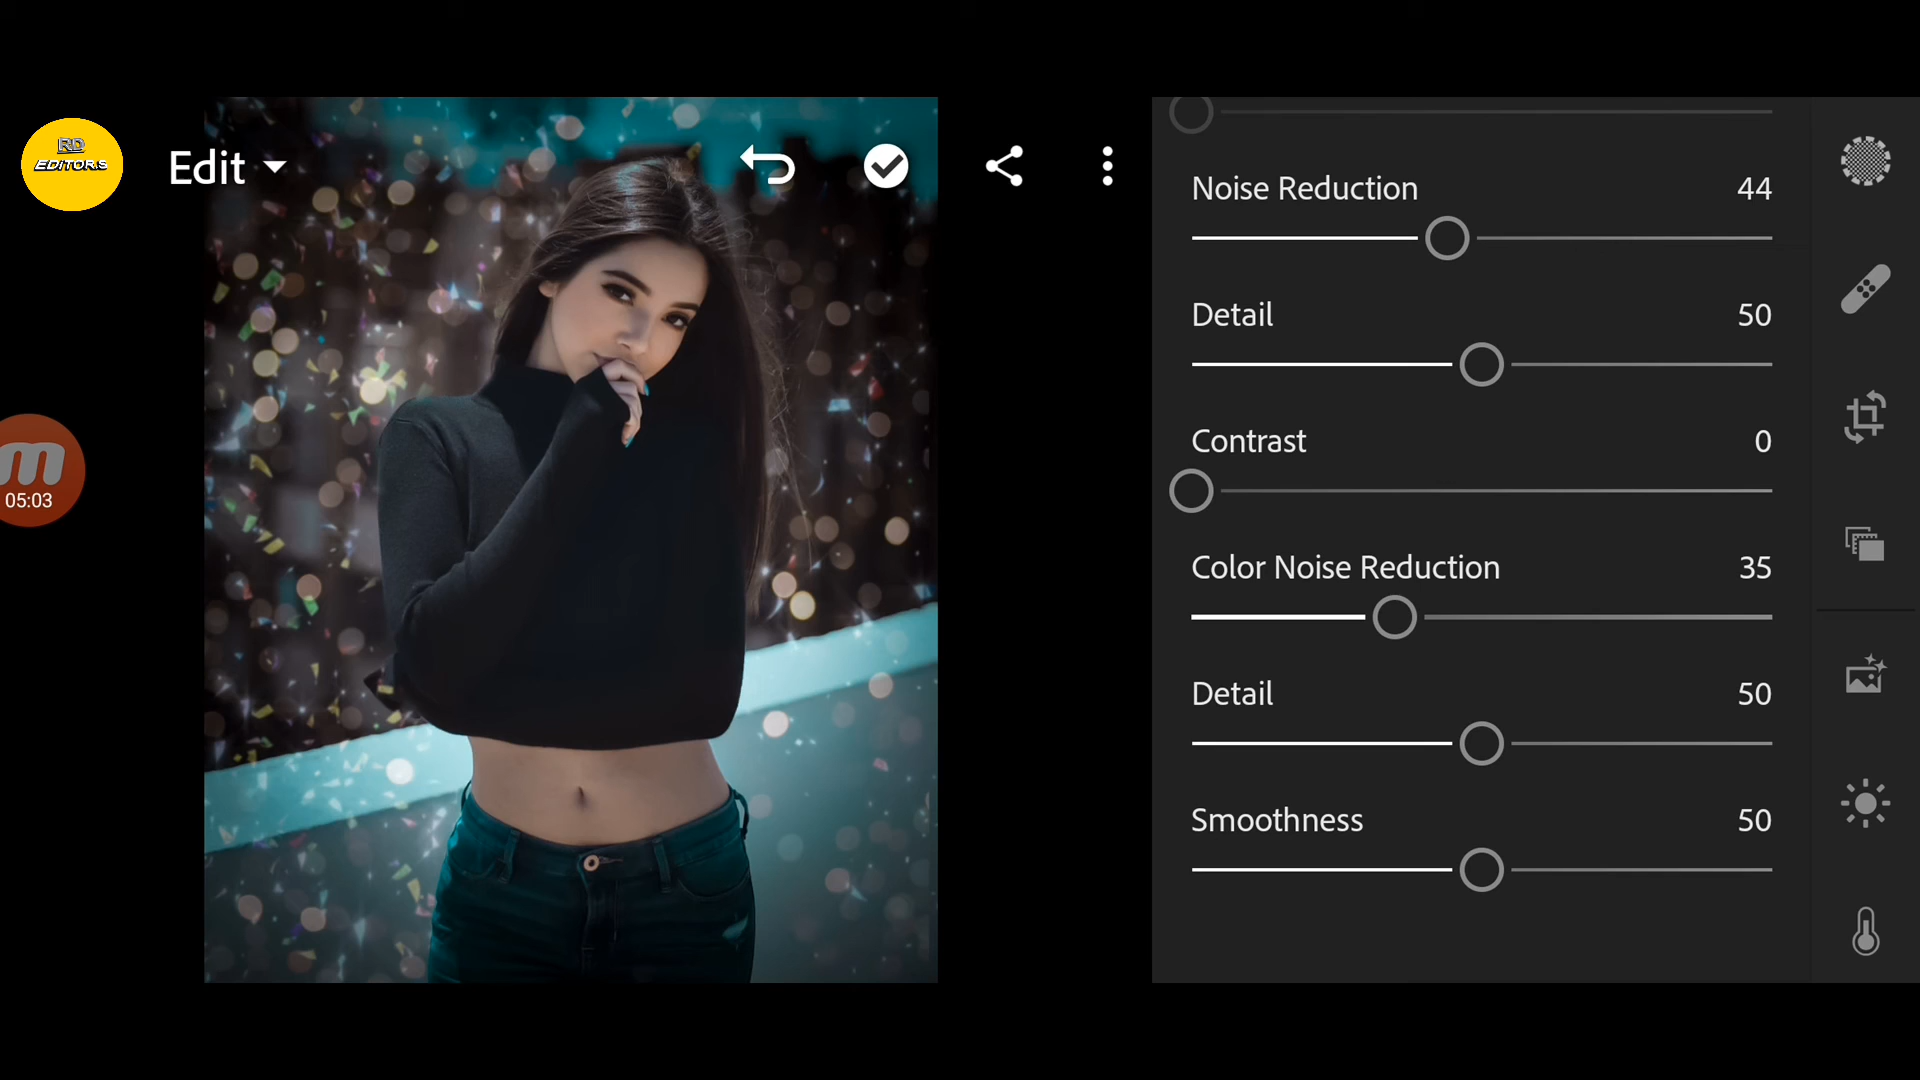 RD
EDITORS
Edit
05:03
Noise Reduction 44
Detail 50
Contrast 0
Color Noise Reduction 35
Detail 50
Smoothness 50